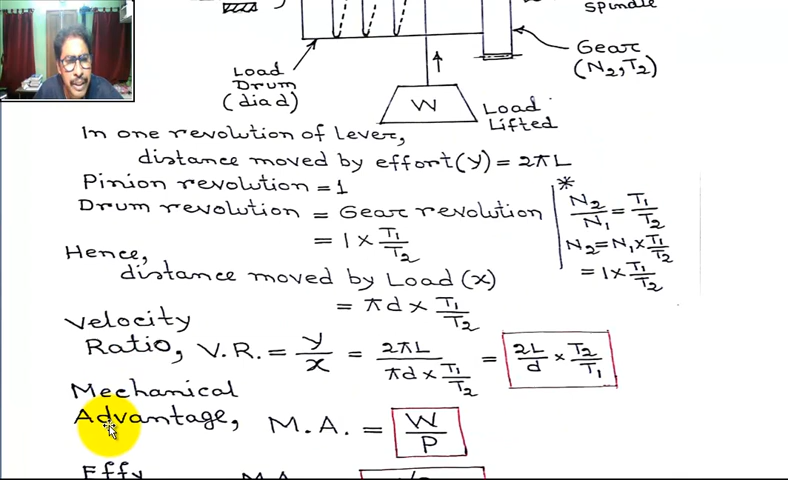 Spindle
Gear
(N₂, T₂)
Load
Drum
(dia d)
W
Load
Lifted
In one revolution of Lever,
distance moved by effort(y) = 2πL
Pinion revolution = 1
Drum revolution = Gear revolution
= 1 × T₁/T₂
* N₂/N₁ = T₁/T₂
N₂ = N₁ × T₁/T₂
= 1 × T₁/T₂
Hence,
distance moved by Load (x)
= πd × T₁/T₂
Velocity
Ratio, V.R. = y/x = 2πL/(πd × T₁/T₂) = 2L/d × T₂/T₁
Mechanical
Advantage, M.A. = W/P
Effy
M.A.